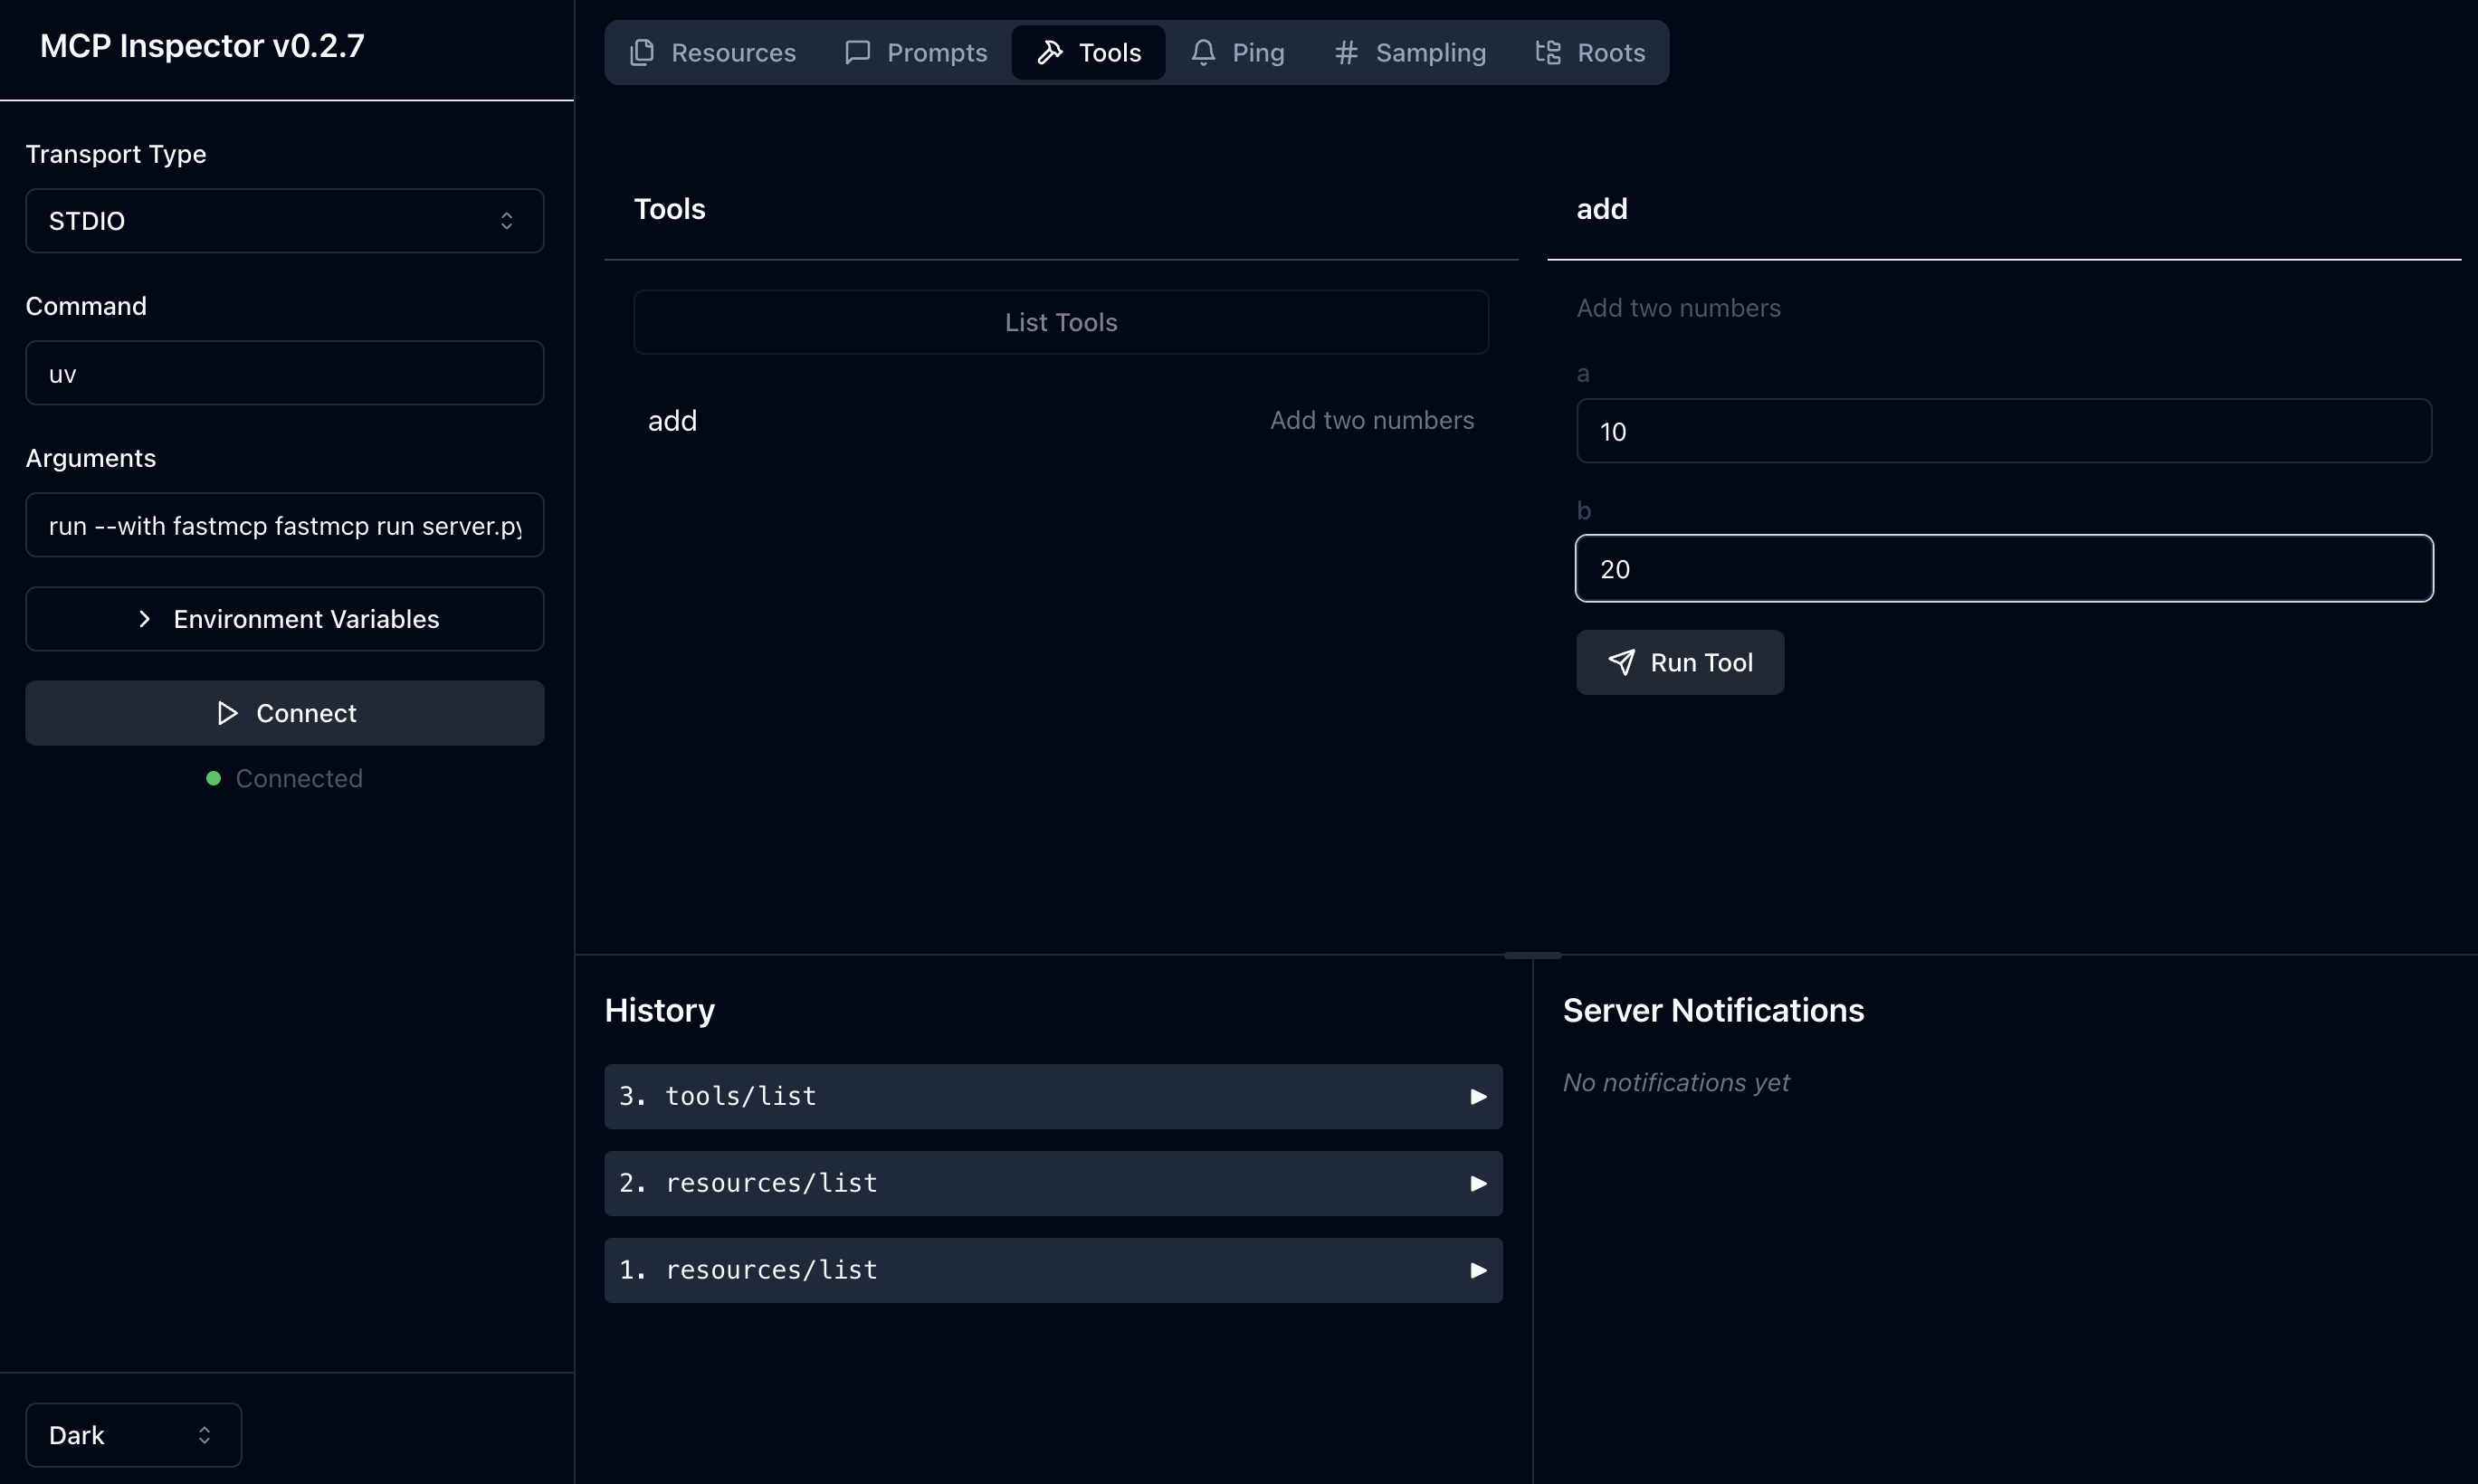 MCP Inspector v0.2.7
Transport Type
STDIO
Command
uv
Arguments
run --with fastmcp fastmcp run server.py
Environment Variables
Connect
Connected
Dark
Resources
Prompts
Tools
Ping
Sampling
Roots
Tools
List Tools
add
Add two numbers
add
Add two numbers
a
10
b
20
Run Tool
History
3. tools/list
2. resources/list
1. resources/list
Server Notifications
No notifications yet